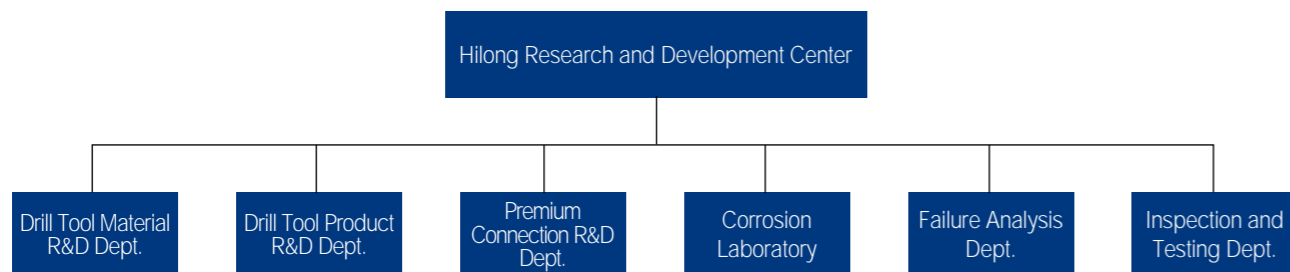 Hilong Research and Development Center
Drill Tool Material
R&D Dept.
Drill Tool Product
R&D Dept.
Premium
Connection R&D
Dept.
Corrosion
Laboratory
Failure Analysis
Dept.
Inspection and
Testing Dept.